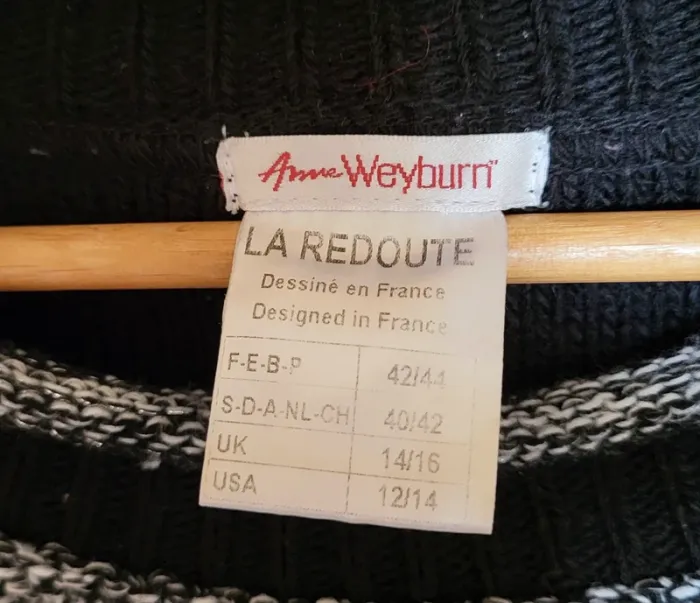 Anne Weyburn
LA REDOUTE
Dessiné en France
Designed in France
F-E-B-P 42/44
S-D-A-NL-CH 40/42
UK 14/16
USA 12/14